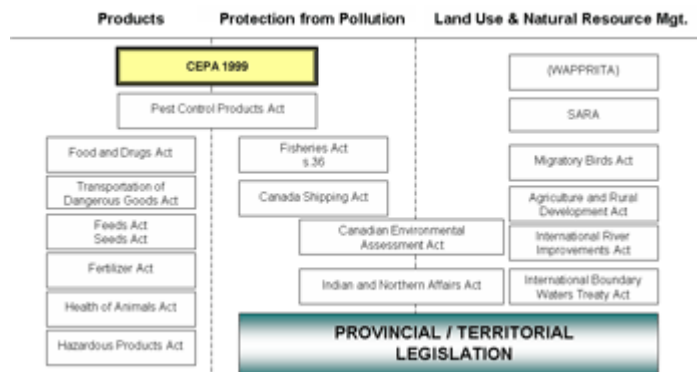 Products
Protection from Pollution
Land Use & Natural Resource Mgt.
CEPA 1999
(WAPPRIITA)
Pest Control Products Act
SARA
Food and Drugs Act
Fisheries Act
s.36
Migratory Birds Act
Transportation of
Dangerous Goods Act
Canada Shipping Act
Agriculture and Rural
Development Act
Feeds Act
Seeds Act
Canadian Environmental
Assessment Act
International River
Improvements Act
Fertilizer Act
Indian and Northern Affairs Act
International Boundary
Waters Treaty Act
Health of Animals Act
Hazardous Products Act
PROVINCIAL / TERRITORIAL
LEGISLATION